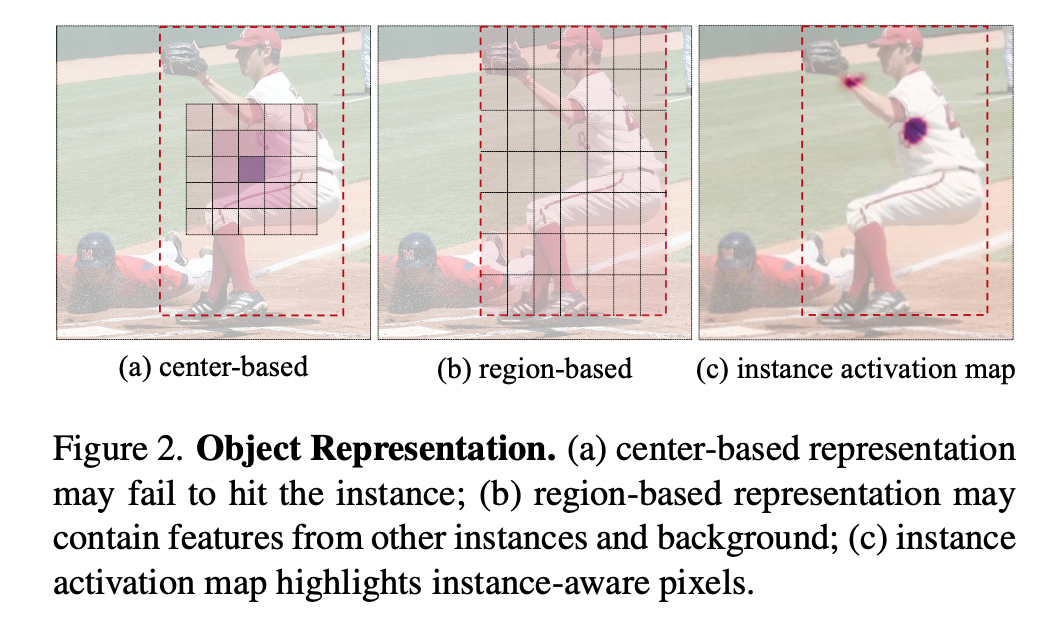 (a) center-based
(b) region-based
(c) instance activation map
Figure 2. Object Representation. (a) center-based representation
may fail to hit the instance; (b) region-based representation may
contain features from other instances and background; (c) instance
activation map highlights instance-aware pixels.